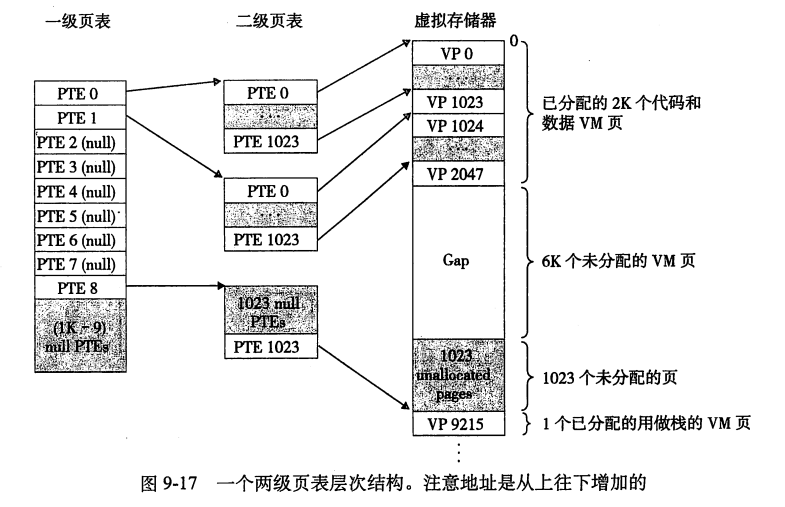 一级页表
二级页表
虚拟存储器
PTE 0
PTE 1
PTE 2 (null)
PTE 3 (null)
PTE 4 (null)
PTE 5 (null)
PTE 6 (null)
PTE 7 (null)
PTE 8
(1K - 9)
null PTEs
PTE 0
···
PTE 1023
PTE 0
···
PTE 1023
1023 null
PTEs
PTE 1023
0
VP 0
···
VP 1023
VP 1024
···
VP 2047
Gap
1023
unallocated
pages
VP 9215
⋮
已分配的 2K 个代码和
数据 VM 页
6K 个未分配的 VM 页
1023 个未分配的页
1 个已分配的用做栈的 VM 页
图 9-17 一个两级页表层次结构。注意地址是从上往下增加的